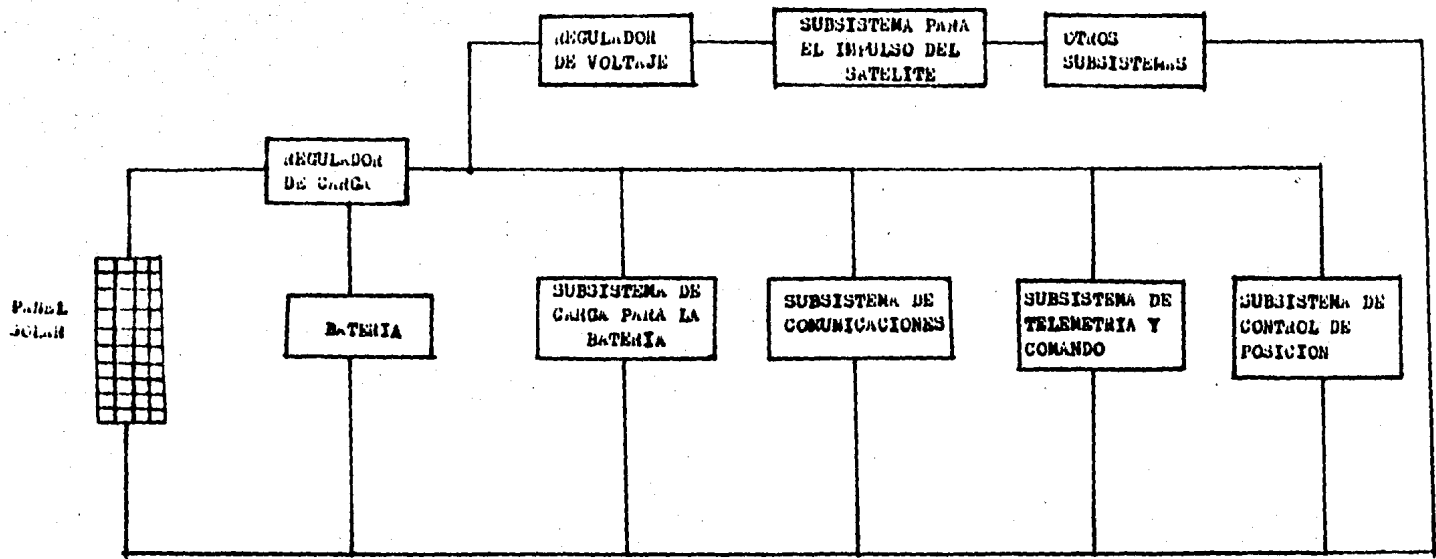 REGULADOR
DE VOLTAJE
SUBSISTEMA PARA
EL IMPULSO DEL
SATELITE
OTROS
SUBSISTEMAS
REGULADOR
DE CARGA
PANEL
SOLAR
BATERIA
SUBSISTEMA DE
CARGA PARA LA
BATERIA
SUBSISTEMA DE
COMUNICACIONES
SUBSISTEMA DE
TELEMETRIA Y
COMANDO
SUBSISTEMA DE
CONTROL DE
POSICION